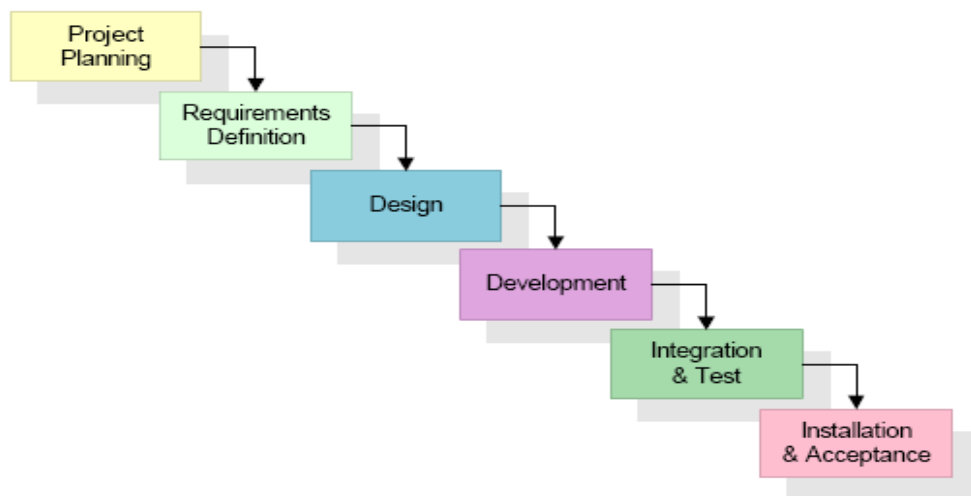 Project
Planning
Requirements
Definition
Design
Development
Integration
& Test
Installation
& Acceptance